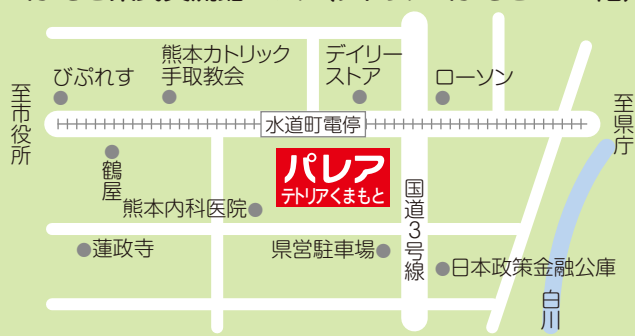 熊本カトリック
手取教会
デイリー
ストア
びぷれす
ローソン
至市役所
至県庁
水道町電停
鶴屋
パレア
テトリアくまもと
熊本内科医院
国道3号線
蓮政寺
県営駐車場
日本政策金融公庫
白川